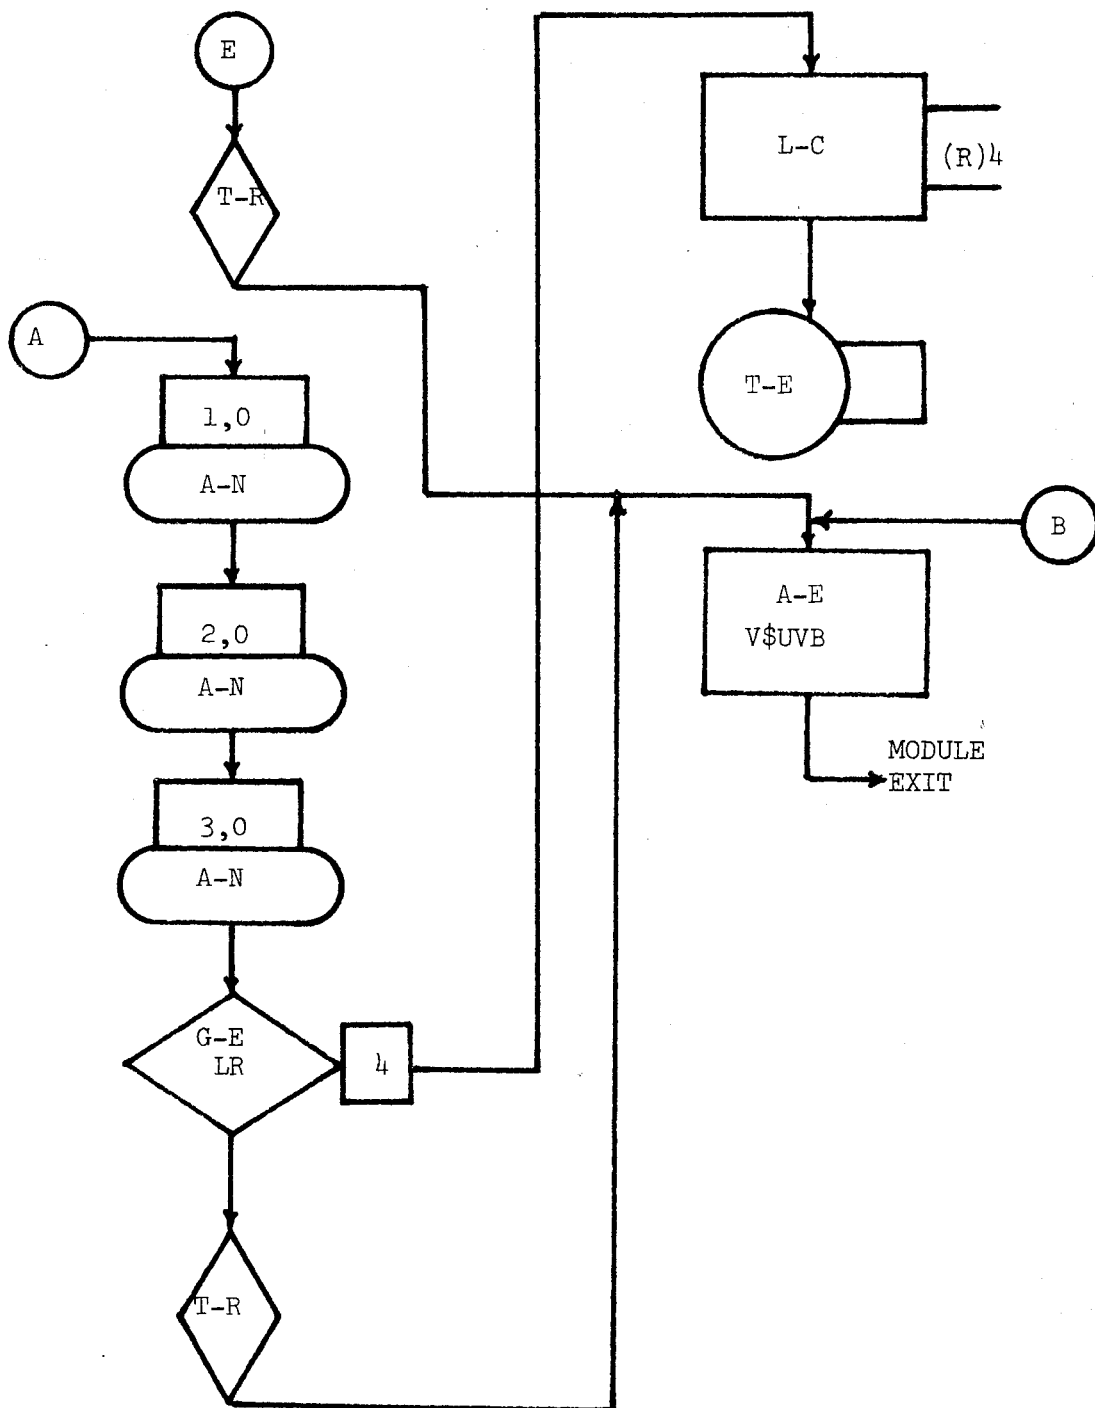 E
T-R
A
1,0
A-N
2,0
A-N
3,0
A-N
G-E
LR
4
T-R
L-C
(R)4
T-E
B
A-E
V$UVB
MODULE
EXIT